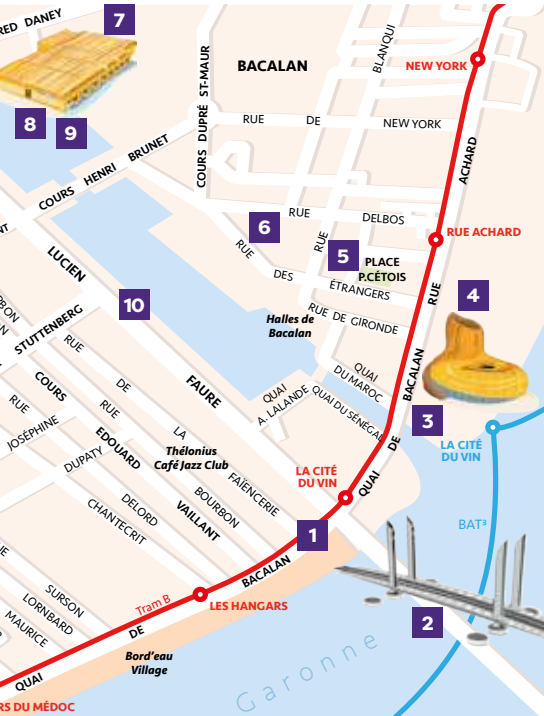 RED DANEY
7
8
9
BACALAN
COURS DUPRÉ ST-MAUR
BLANQUI
NEW YORK
RUE DE NEW YORK
COURS HENRI BRUNET
RUE ACHARD
RUE ACHARD
RUE DELBOS
6
RUE
5
PLACE
P.CÉTOIS
RUE DES ÉTRANGERS
4
NT
LUCIEN FAURE
10
Halles de
Bacalan
RUE DE GIRONDE
RBON
N
STUTTENBERG
QUAI
DU MAROC
QUAI
A. LALANDE
QUAI DU SÉNÉGAL
3
LA CITÉ
DU VIN
BAT³
RUE DE LA FAÏENCERIE
COURS EDOUARD VAILLANT
RUE
JOSÉPHINE
RUE BOURBON
DUPATY
Thélonius
Café Jazz Club
DELORD
CHANTECRIT
LA CITÉ
DU VIN
1
QUAI DE BACALAN
2
UE
SURSON
LORNBARD
MAURICE
Tram B
LES HANGARS
QUAI DE BACALAN
Bord'eau
Village
Garonne
RS DU MÉDOC